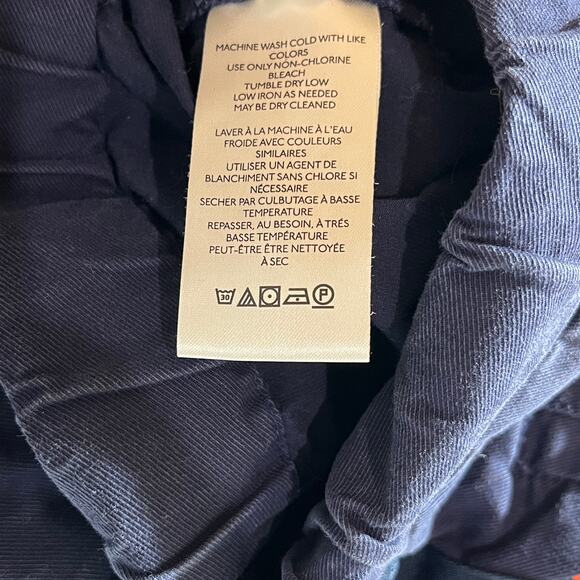 MACHINE WASH COLD WITH LIKE
COLORS
USE ONLY NON-CHLORINE
BLEACH
TUMBLE DRY LOW
LOW IRON AS NEEDED
MAY BE DRY CLEANED
LAVER À LA MACHINE À L'EAU
FROIDE AVEC COULEURS
SIMILAIRES
UTILISER UN AGENT DE
BLANCHIMENT SANS CHLORE SI
NÉCESSAIRE
SECHER PAR CULBUTAGE À BASSE
TEMPERATURE
REPASSER, AU BESOIN, À TRÉS
BASSE TEMPÉRATURE
PEUT-ÊTRE ÊTRE NETTOYÉE
À SEC
30 P